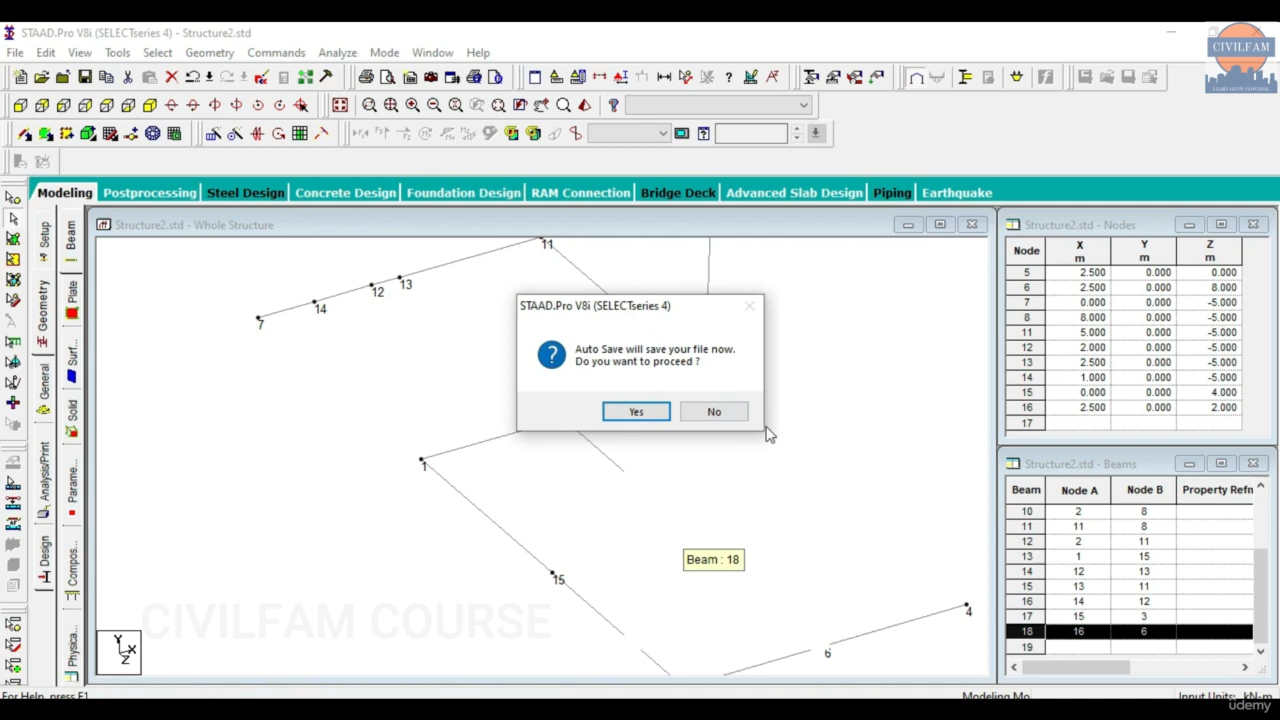 STAAD.Pro V8i (SELECTseries 4) - Structure2.std
CIVILFAM
File Edit View Tools Select Geometry Commands Analyze Mode Window Help
Modeling Postprocessing Steel Design Concrete Design Foundation Design RAM Connection Bridge Deck Advanced Slab Design Piping Earthquake
Setup
Geometry
General
Analysis/Print
Design
Beam
Plate
Surf...
Solid
Parame...
Compos...
Physica...
Structure2.std - Whole Structure
11
13
12
14
7
1
15
4
6
Beam : 18
STAAD.Pro V8i (SELECTseries 4)
Auto Save will save your file now.
Do you want to proceed ?
Yes No
Y
X
Z
CIVILFAM COURSE
Structure2.std - Nodes
Node X m Y m Z m
5 2.500 0.000 0.000
6 2.500 0.000 8.000
7 0.000 0.000 -5.000
8 8.000 0.000 -5.000
11 5.000 0.000 -5.000
12 2.000 0.000 -5.000
13 2.500 0.000 -5.000
14 1.000 0.000 -5.000
15 0.000 0.000 4.000
16 2.500 0.000 2.000
17
Structure2.std - Beams
Beam Node A Node B Property Refn
10 2 8
11 11 8
12 2 11
13 1 15
14 12 13
15 13 11
16 14 12
17 15 3
18 16 6
19
For Help, press F1 Modeling Mo Input Units: kN-m
udemy